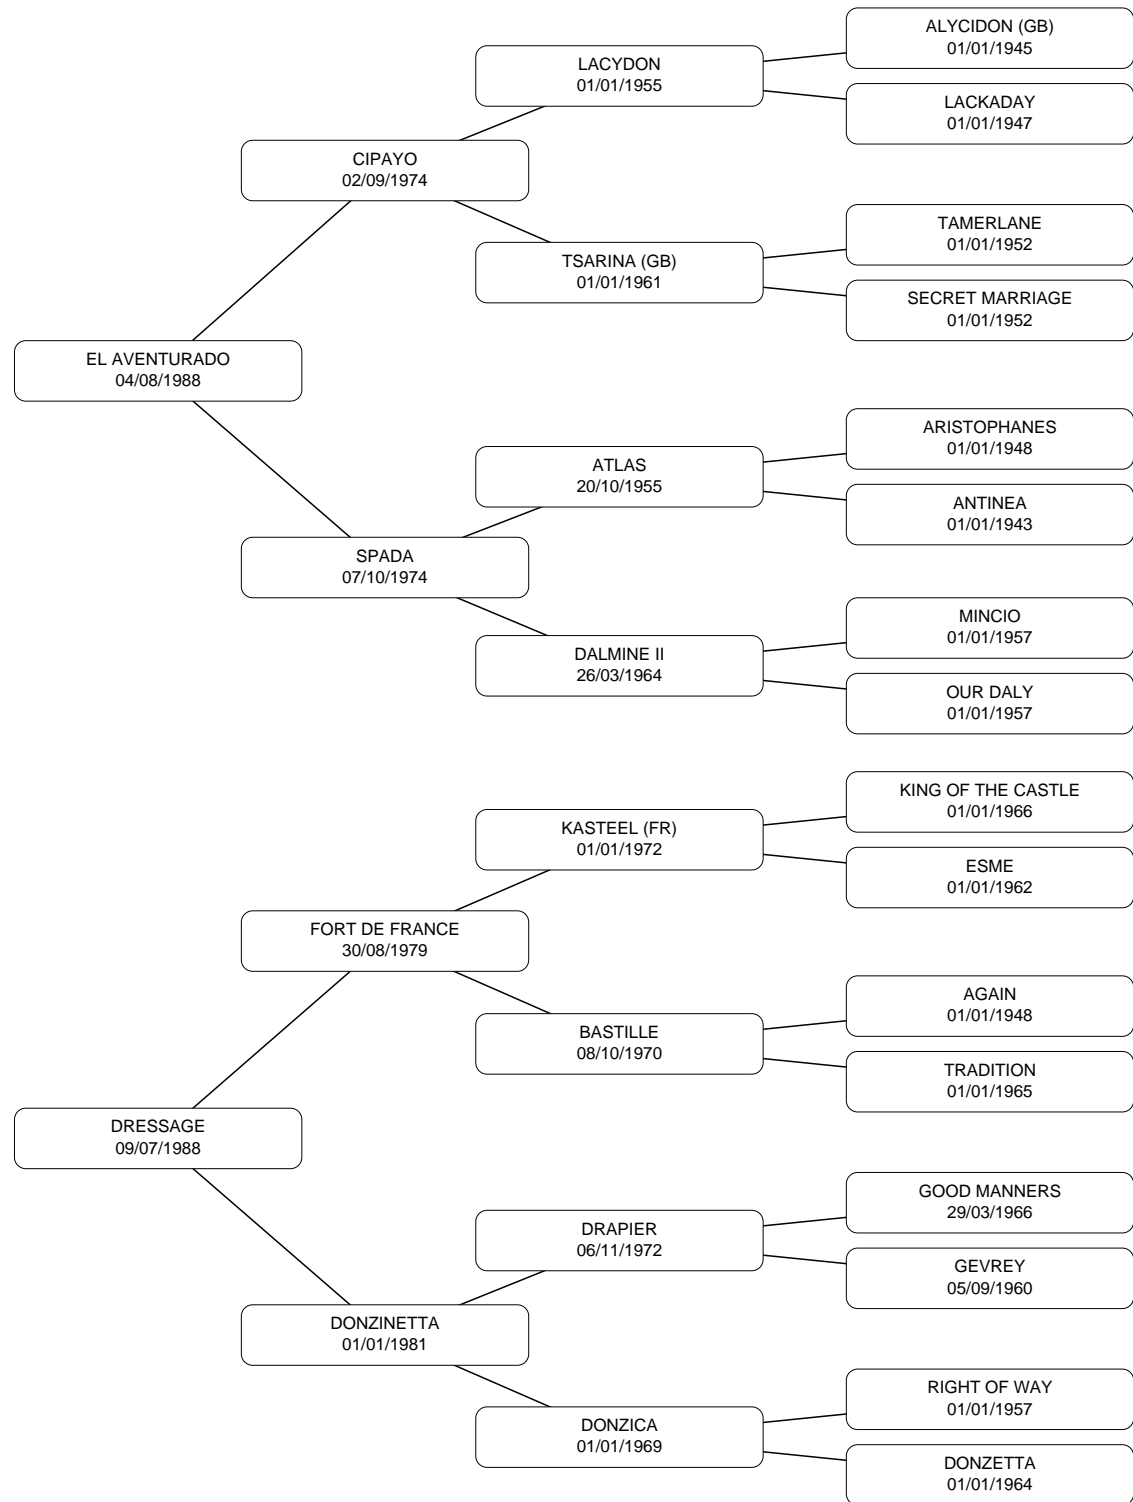 ALYCIDON (GB)
01/01/1945
LACYDON
01/01/1955
LACKADAY
01/01/1947
CIPAYO
02/09/1974
TAMERLANE
01/01/1952
TSARINA (GB)
01/01/1961
SECRET MARRIAGE
01/01/1952
EL AVENTURADO
04/08/1988
ARISTOPHANES
01/01/1948
ATLAS
20/10/1955
ANTINEA
01/01/1943
SPADA
07/10/1974
MINCIO
01/01/1957
DALMINE II
26/03/1964
OUR DALY
01/01/1957
KING OF THE CASTLE
01/01/1966
KASTEEL (FR)
01/01/1972
ESME
01/01/1962
FORT DE FRANCE
30/08/1979
AGAIN
01/01/1948
BASTILLE
08/10/1970
TRADITION
01/01/1965
DRESSAGE
09/07/1988
GOOD MANNERS
29/03/1966
DRAPIER
06/11/1972
GEVREY
05/09/1960
DONZINETTA
01/01/1981
RIGHT OF WAY
01/01/1957
DONZICA
01/01/1969
DONZETTA
01/01/1964